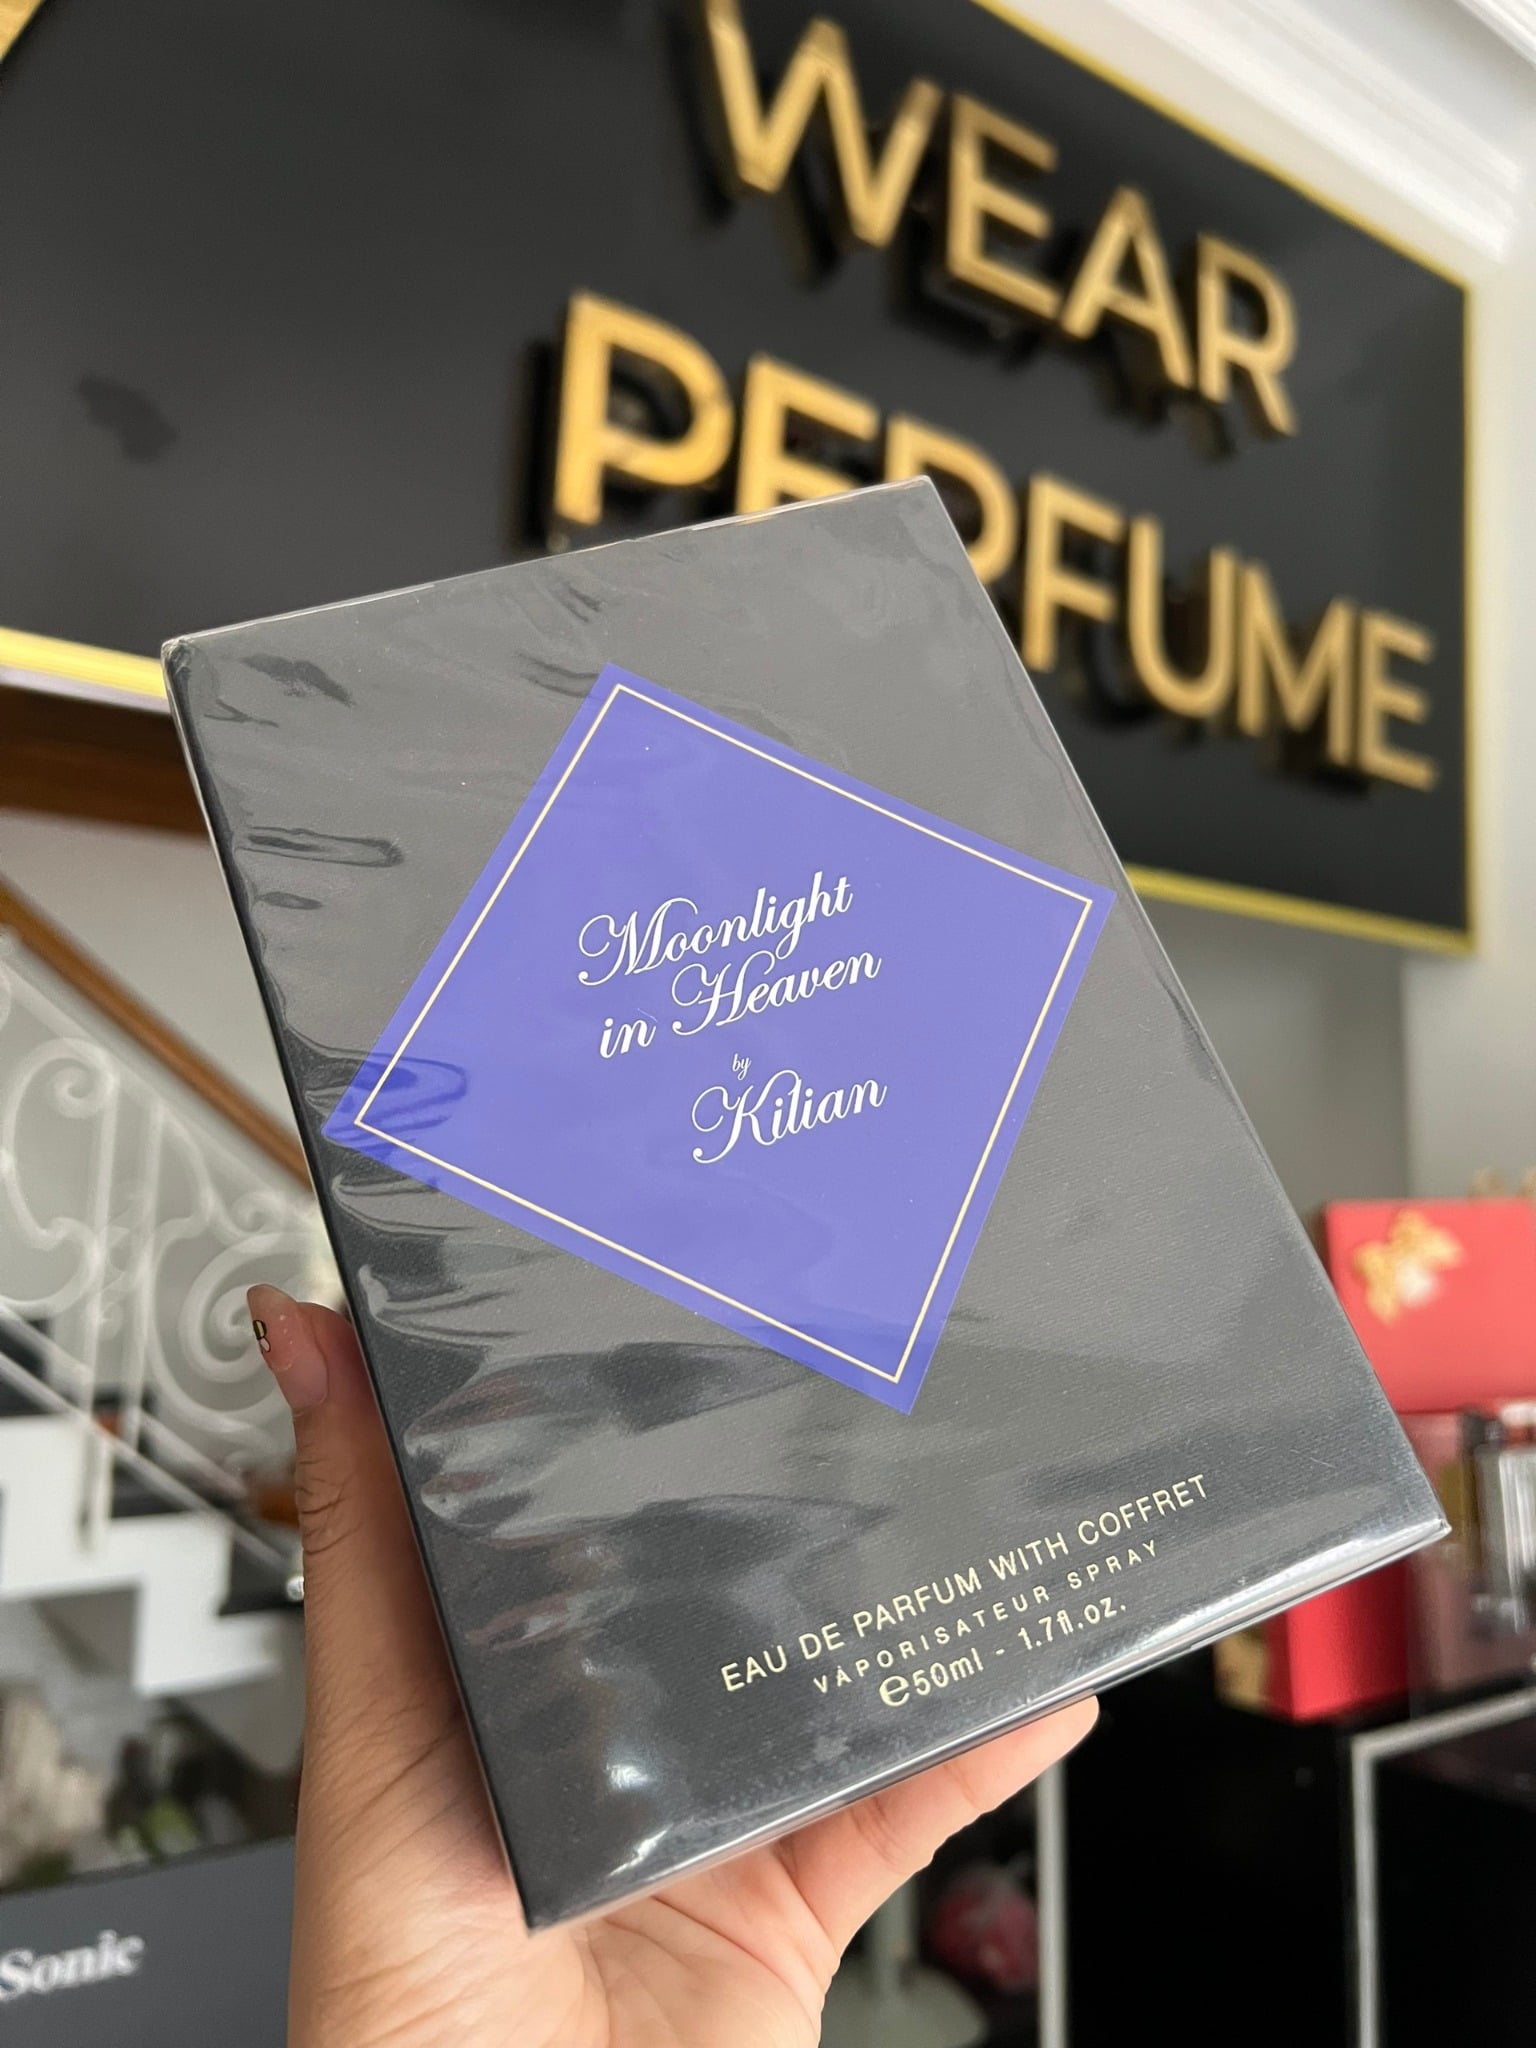 WEAR
PERFUME
Moonlight
in Heaven
by
Kilian
EAU DE PARFUM WITH COFFRET
VAPORISATEUR SPRAY
℮50ml - 1.7fl.oz.
Sonic